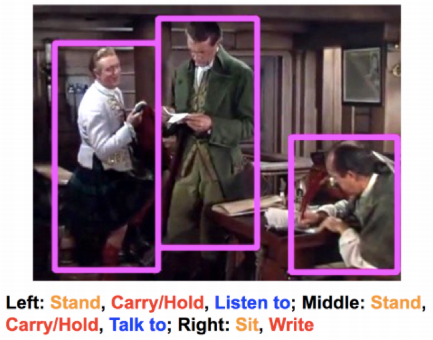 Left: Stand, Carry/Hold, Listen to; Middle: Stand,
Carry/Hold, Talk to; Right: Sit, Write